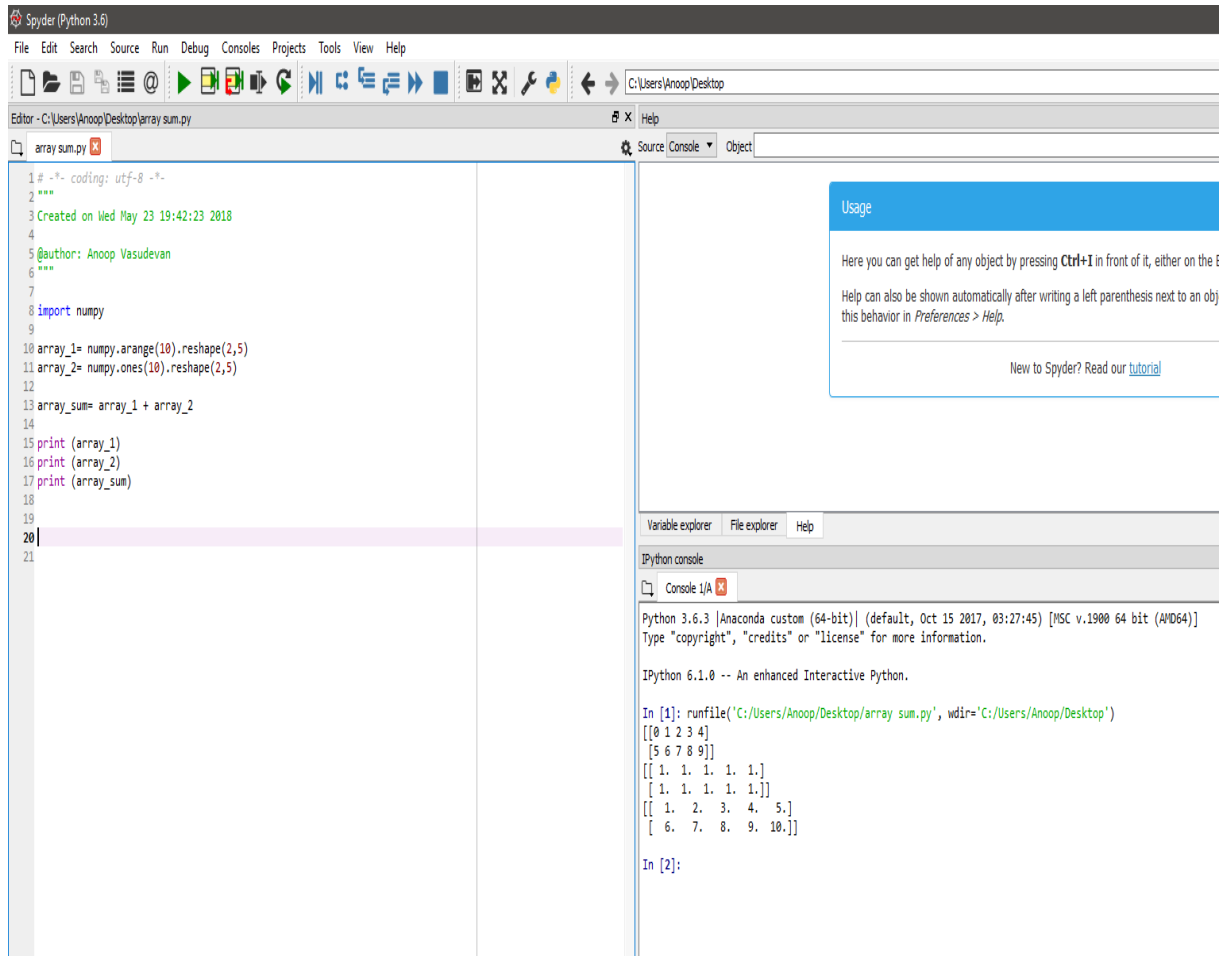 Spyder (Python 3.6)
File Edit Search Source Run Debug Consoles Projects Tools View Help
C:\Users\Anoop\Desktop
Editor - C:\Users\Anoop\Desktop\array sum.py
array sum.py
1 # -*- coding: utf-8 -*-
2 """
3 Created on Wed May 23 19:42:23 2018
4
5 @author: Anoop Vasudevan
6 """
7
8 import numpy
9
10 array_1= numpy.arange(10).reshape(2,5)
11 array_2= numpy.ones(10).reshape(2,5)
12
13 array_sum= array_1 + array_2
14
15 print (array_1)
16 print (array_2)
17 print (array_sum)
18
19
20
21
Help
Source Console Object
Usage
Here you can get help of any object by pressing Ctrl+I in front of it, either on the E
Help can also be shown automatically after writing a left parenthesis next to an obj
this behavior in Preferences > Help.
New to Spyder? Read our tutorial
Variable explorer File explorer Help
IPython console
Console 1/A
Python 3.6.3 |Anaconda custom (64-bit)| (default, Oct 15 2017, 03:27:45) [MSC v.1900 64 bit (AMD64)]
Type "copyright", "credits" or "license" for more information.
IPython 6.1.0 -- An enhanced Interactive Python.
In [1]: runfile('C:/Users/Anoop/Desktop/array sum.py', wdir='C:/Users/Anoop/Desktop')
[[0 1 2 3 4]
 [5 6 7 8 9]]
[[ 1.  1.  1.  1.  1.]
 [ 1.  1.  1.  1.  1.]]
[[  1.   2.   3.   4.   5.]
 [  6.   7.   8.   9.  10.]]
In [2]: